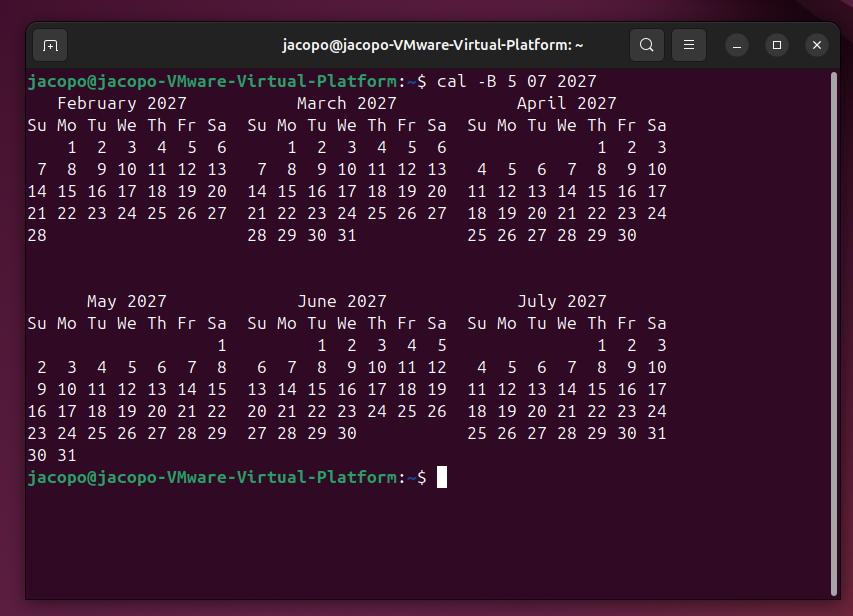 jacopo@jacopo-VMware-Virtual-Platform: ~
jacopo@jacopo-VMware-Virtual-Platform:~$ cal -B 5 07 2027
   February 2027           March 2027            April 2027
Su Mo Tu We Th Fr Sa  Su Mo Tu We Th Fr Sa  Su Mo Tu We Th Fr Sa
    1  2  3  4  5  6      1  2  3  4  5  6               1  2  3
 7  8  9 10 11 12 13   7  8  9 10 11 12 13   4  5  6  7  8  9 10
14 15 16 17 18 19 20  14 15 16 17 18 19 20  11 12 13 14 15 16 17
21 22 23 24 25 26 27  21 22 23 24 25 26 27  18 19 20 21 22 23 24
28                    28 29 30 31           25 26 27 28 29 30
      May 2027             June 2027             July 2027
Su Mo Tu We Th Fr Sa  Su Mo Tu We Th Fr Sa  Su Mo Tu We Th Fr Sa
                   1         1  2  3  4  5               1  2  3
 2  3  4  5  6  7  8   6  7  8  9 10 11 12   4  5  6  7  8  9 10
 9 10 11 12 13 14 15  13 14 15 16 17 18 19  11 12 13 14 15 16 17
16 17 18 19 20 21 22  20 21 22 23 24 25 26  18 19 20 21 22 23 24
23 24 25 26 27 28 29  27 28 29 30           25 26 27 28 29 30 31
30 31
jacopo@jacopo-VMware-Virtual-Platform:~$